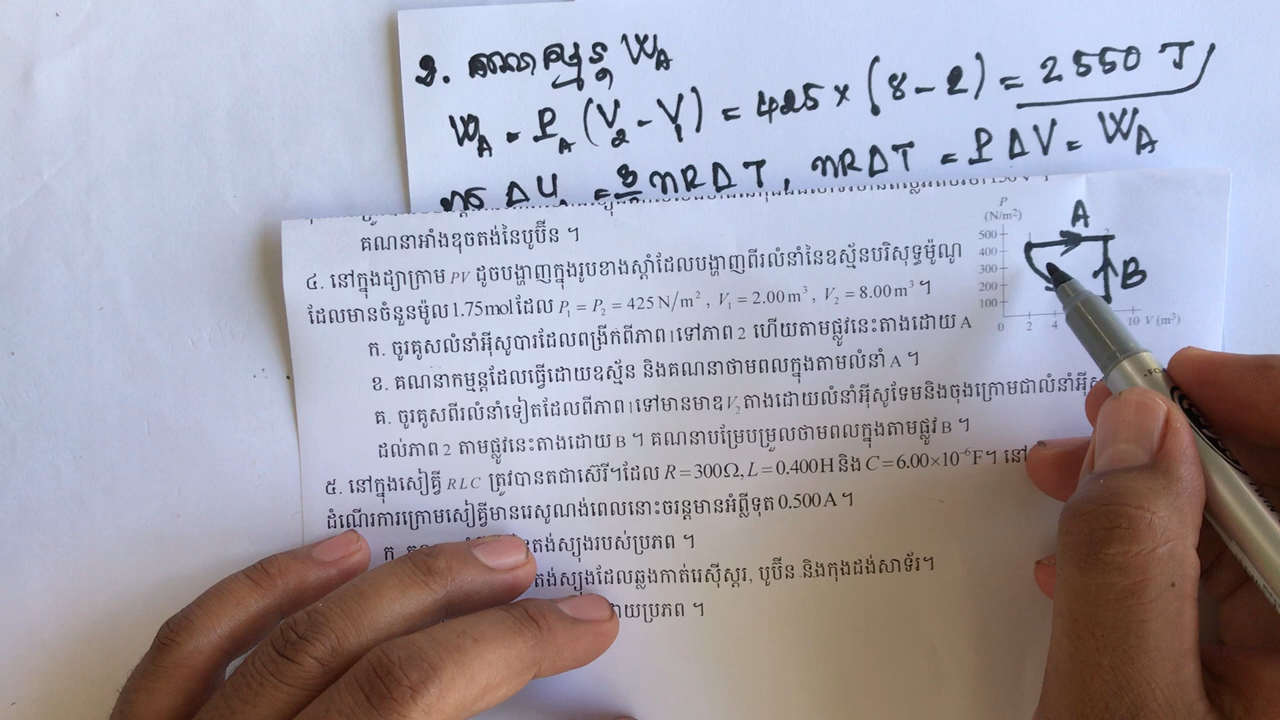 ខ. គណនាកម្មន្ត W_A
W_A = P_A (V_2 - V_1) = 425 × (8 - 2) = 2550 J
nRΔT, nRΔT = PΔV = W_A
គណនាអាំងឌុចតង់នៃបូប៊ីន ។
៤. នៅក្នុងដ្យាក្រាម PV ដូចបង្ហាញក្នុងរូបខាងស្ដាំដែលបង្ហាញពីរលំនាំនៃឧស្ម័នបរិសុទ្ធម៉ូណូ
ដែលមានចំនួនម៉ូល 1.75mol ដែល P₁ = P₂ = 425 N/m², V₁ = 2.00 m³, V₂ = 8.00 m³ ។
ក. ចូរគូសលំនាំអ៊ីសូបារដែលពង្រីកពីភាព 1 ទៅភាព 2 ហើយតាមផ្លូវនេះតាងដោយ A
ខ. គណនាកម្មន្តដែលធ្វើដោយឧស្ម័ន និងគណនាថាមពលក្នុងតាមលំនាំ A ។
គ. ចូរគូសពីរលំនាំទៀតដែលពីភាព 1 ទៅមានមាឌ V₂ តាងដោយលំនាំអ៊ីសូទែមនិងចុងក្រោមជាលំនាំ
ដល់ភាព 2 តាមផ្លូវនេះតាងដោយ B ។ គណនាបម្រែបម្រួលថាមពលក្នុងតាមផ្លូវ B ។
៥. នៅក្នុងសៀគ្វី RLC ត្រូវបានតជាស៊េរី។ដែល R = 300Ω, L = 0.400H និង C = 6.00×10⁻⁶F ។ នៅ
ដំណើរការក្រោមសៀគ្វីមានរេសូណង់ពេលនោះចរន្តមានអំព្លីទុត 0.500A ។
ក. តង់ស្យុងរបស់ប្រភព ។
តង់ស្យុងដែលឆ្លងកាត់រេស៊ីស្តរ, បូប៊ីន និងកុងដង់សាទ័រ។
ដោយប្រភព ។
P
(N/m²)
500
400
300
200
100
0 2 4 10 V (m³)
A
B